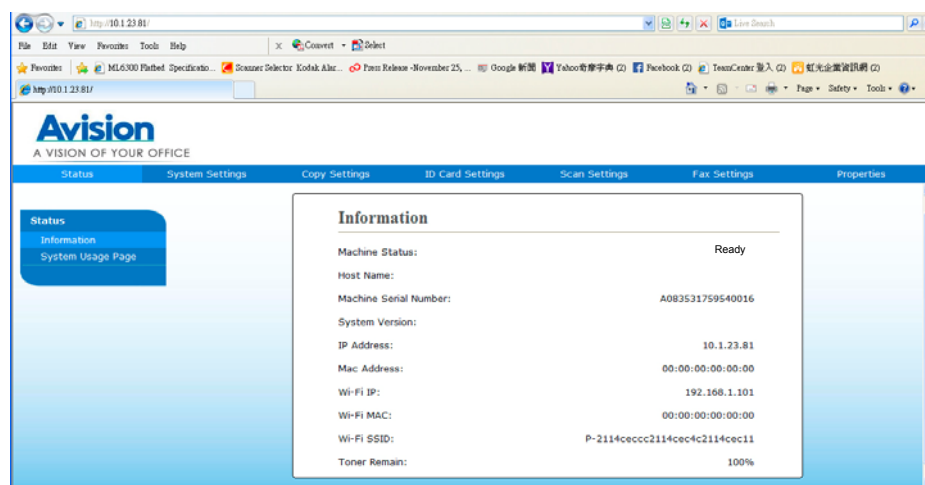 http://10.1.23.81/
Live Search
File Edit View Favorites Tools Help x Convert Select
Favorites ML6300 Flatbed Specificatio... Scanner Selector Kodak Alar... Press Release -November 25, ... Google 新聞 Yahoo奇摩字典 (2) Facebook (2) TeamCenter 登入 (2) 虹光企業資訊網 (2)
http://10.1.23.81/ Page Safety Tools
Avision
A VISION OF YOUR OFFICE
Status System Settings Copy Settings ID Card Settings Scan Settings Fax Settings Properties
Status
Information
System Usage Page
Information
Machine Status: Ready
Host Name:
Machine Serial Number: A083531759540016
System Version:
IP Address: 10.1.23.81
Mac Address: 00:00:00:00:00:00
Wi-Fi IP: 192.168.1.101
Wi-Fi MAC: 00:00:00:00:00:00
Wi-Fi SSID: P-2114ceccc2114cec4c2114cec11
Toner Remain: 100%